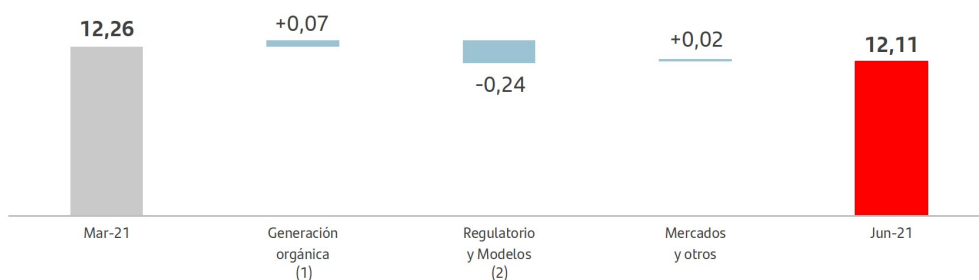 12,26
+0,07
-0,24
+0,02
12,11
Mar-21
Generación
orgánica
(1)
Regulatorio
y Modelos
(2)
Mercados
y otros
Jun-21